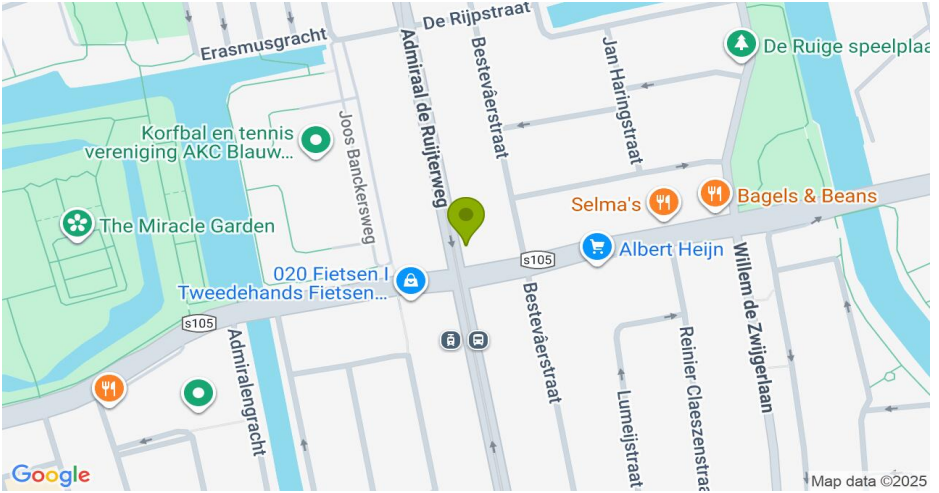 De Rijpstraat
Erasmusgracht
Admiraal de Ruijterweg
Bestevâerstraat
Jan Haringstraat
De Ruige speelplaa
Korfbal en tennis
vereniging AKC Blauw...
Joos Banckersweg
The Miracle Garden
Selma's
Bagels & Beans
020 Fietsen |
Tweedehands Fietsen...
s105
Albert Heijn
s105
Admiralengracht
Bestevâerstraat
Lumeijstraat
Reinier Claeszenstraa
Willem de Zwijgerlaan
Google
Map data ©2025